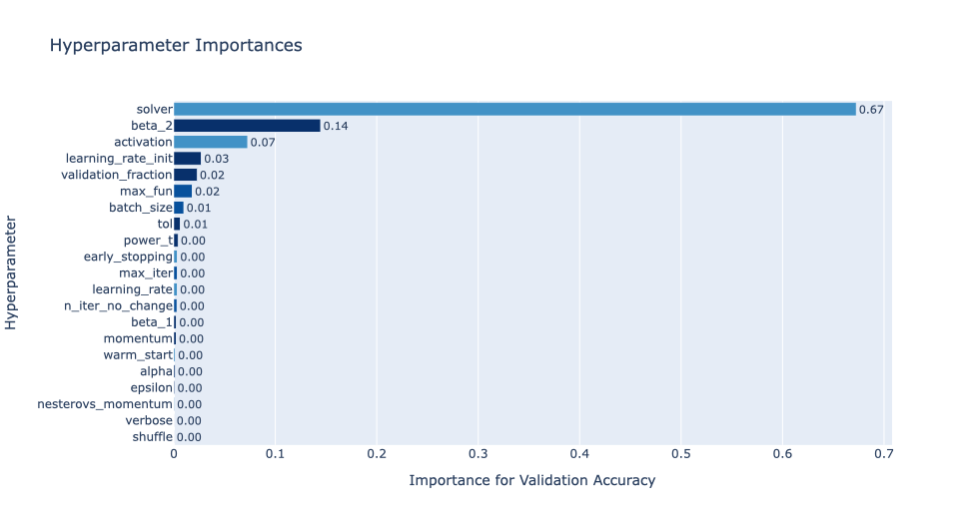 Hyperparameter Importances
Hyperparameter
solver 0.67
beta_2 0.14
activation 0.07
learning_rate_init 0.03
validation_fraction 0.02
max_fun 0.02
batch_size 0.01
tol 0.01
power_t 0.00
early_stopping 0.00
max_iter 0.00
learning_rate 0.00
n_iter_no_change 0.00
beta_1 0.00
momentum 0.00
warm_start 0.00
alpha 0.00
epsilon 0.00
nesterovs_momentum 0.00
verbose 0.00
shuffle 0.00
0 0.1 0.2 0.3 0.4 0.5 0.6 0.7
Importance for Validation Accuracy